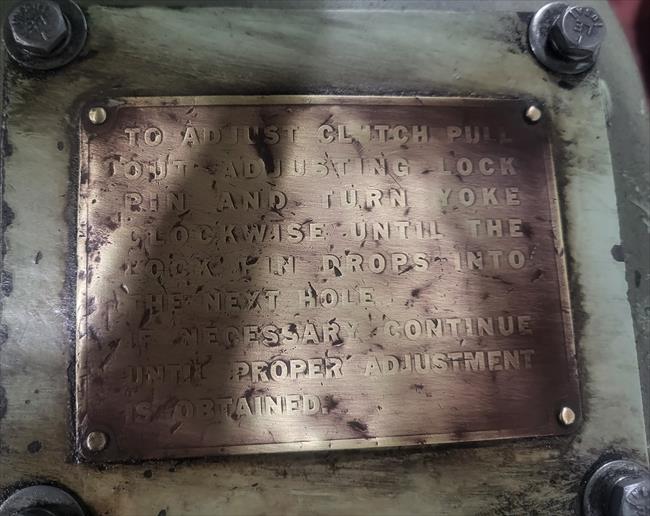 TO ADJUST CLUTCH PULL
OUT ADJUSTING LOCK
PIN AND TURN YOKE
CLOCKWISE UNTIL THE
LOCK PIN DROPS INTO
THE NEXT HOLE.
IF NECESSARY CONTINUE
UNTIL PROPER ADJUSTMENT
IS OBTAINED.